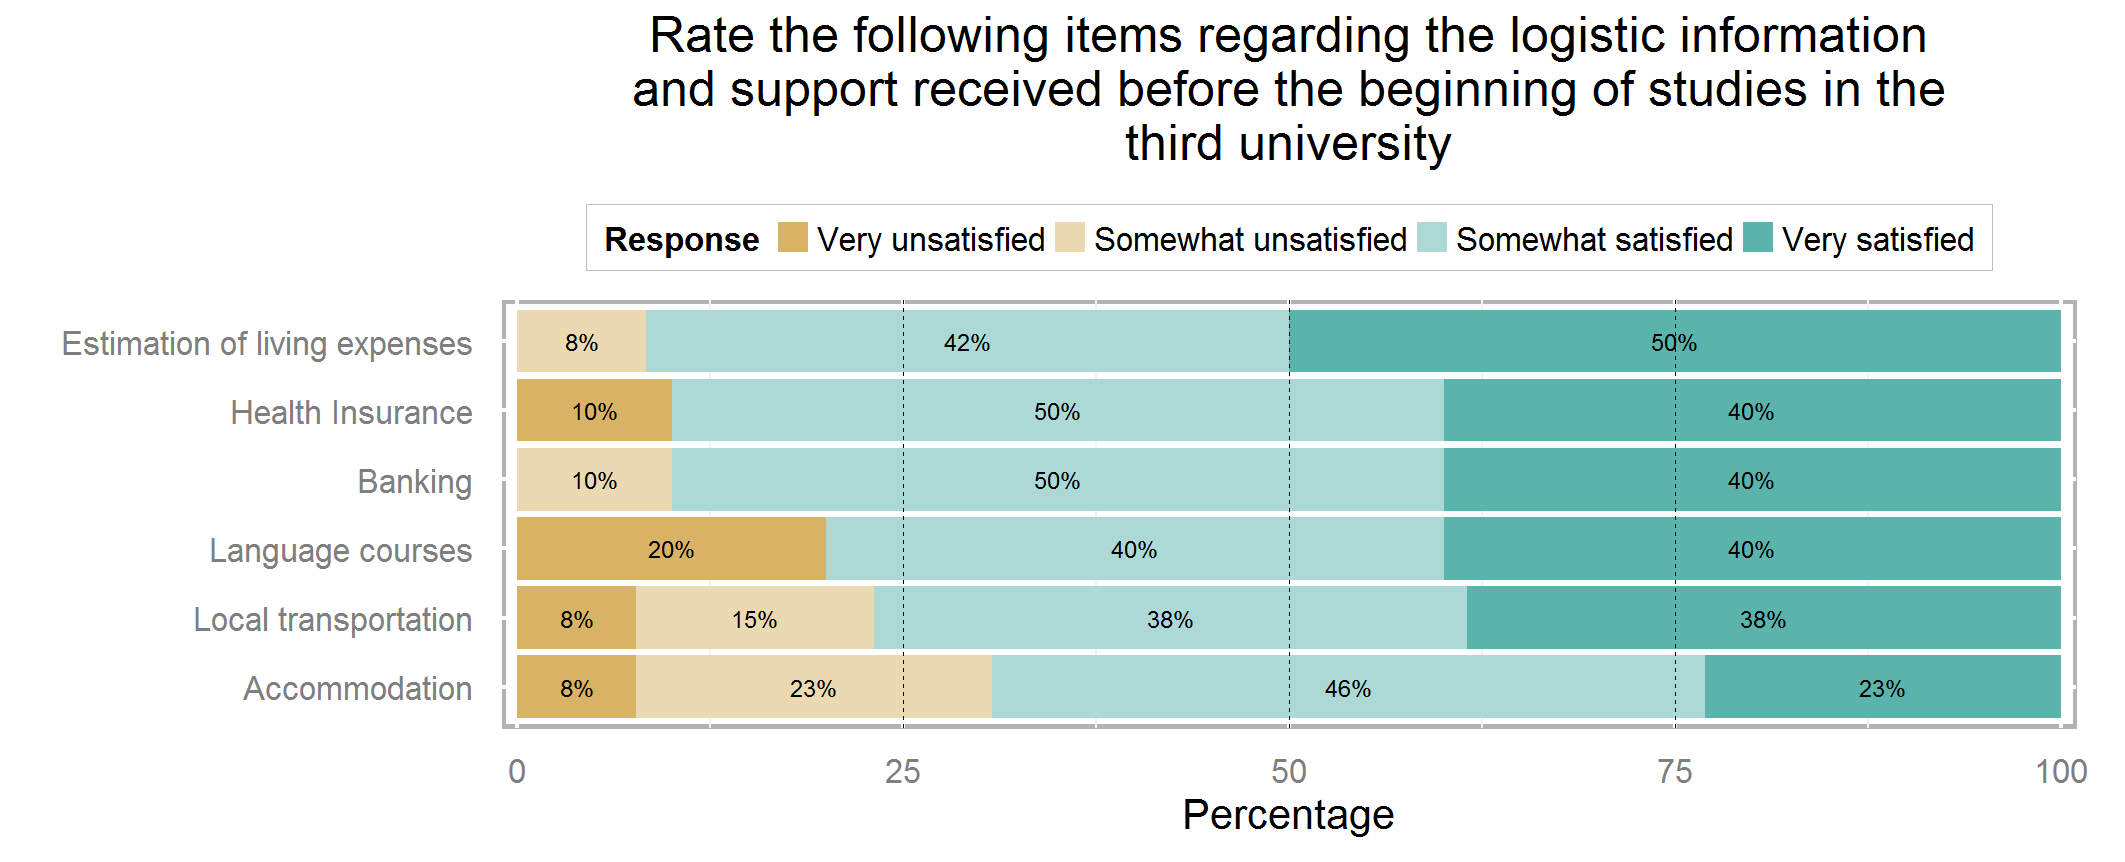 Rate the following items regarding the logistic information
and support received before the beginning of studies in the
third university
Response Very unsatisfied Somewhat unsatisfied Somewhat satisfied Very satisfied
Estimation of living expenses 8% 42% 50%
Health Insurance 10% 50% 40%
Banking 10% 50% 40%
Language courses 20% 40% 40%
Local transportation 8% 15% 38% 38%
Accommodation 8% 23% 46% 23%
0 25 50 75 100
Percentage